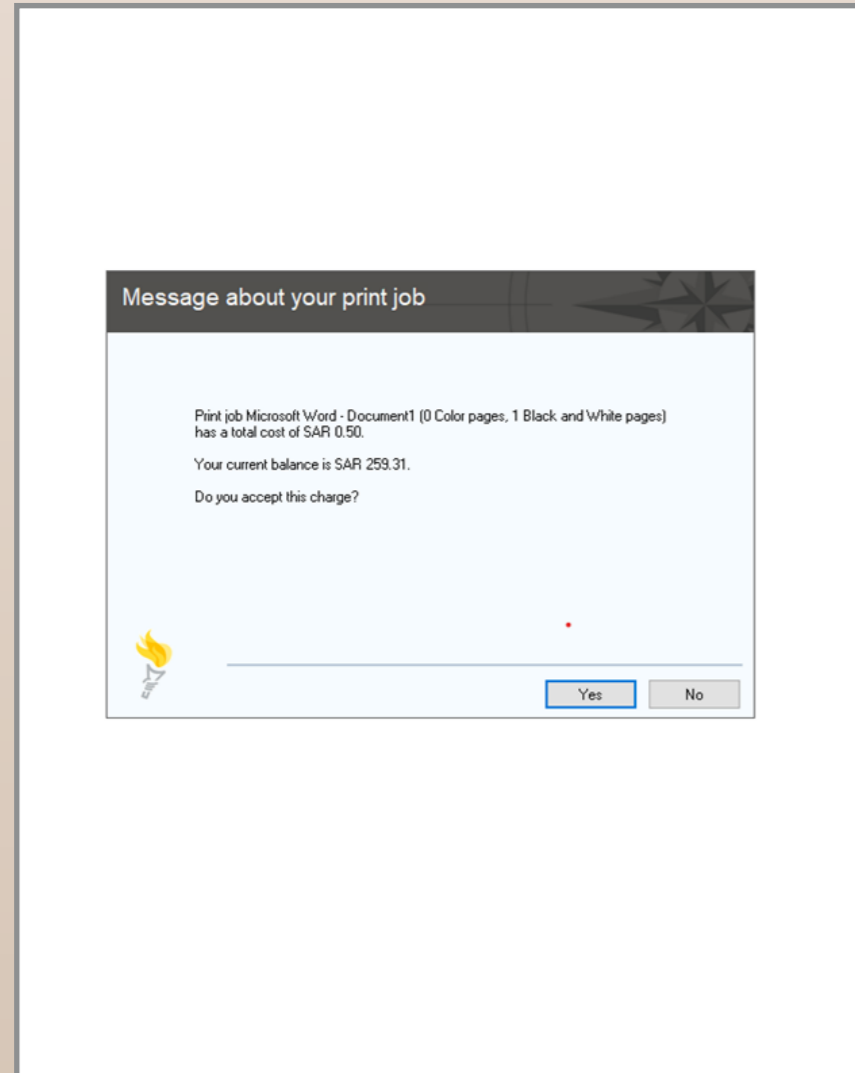 Message about your print job
Print job Microsoft Word - Document1 (0 Color pages, 1 Black and White pages)
has a total cost of SAR 0.50.
Your current balance is SAR 259.31.
Do you accept this charge?
Yes
No